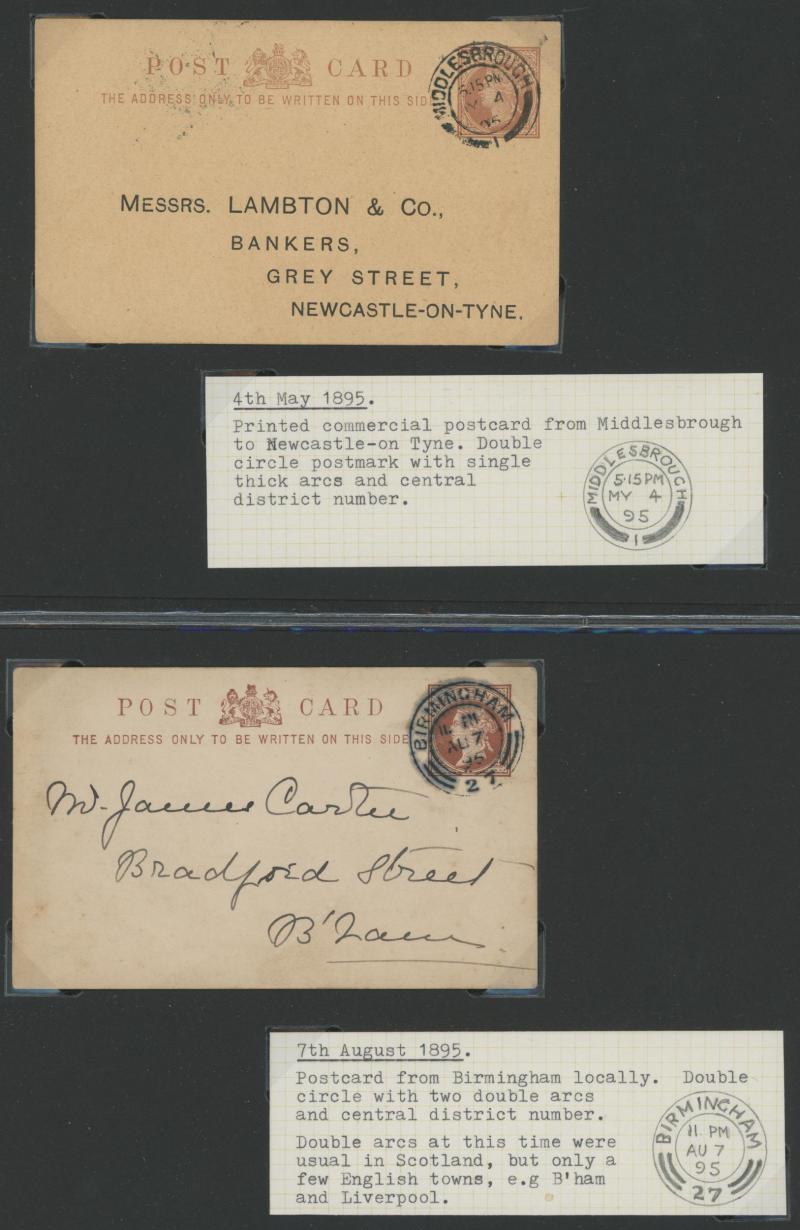 POST CARD
THE ADDRESS ONLY TO BE WRITTEN ON THIS SIDE
MIDDLESBROUGH
5.15 PM
MY 4
95
1
MESSRS. LAMBTON & CO.,
BANKERS,
GREY STREET,
NEWCASTLE-ON-TYNE.
4th May 1895.
Printed commercial postcard from Middlesbrough
to Newcastle-on Tyne. Double
circle postmark with single
thick arcs and central
district number.
MIDDLESBROUGH
5.15 PM
MY 4
95
1
POST CARD
THE ADDRESS ONLY TO BE WRITTEN ON THIS SIDE
BIRMINGHAM
AU 7
95
27
Mr. James Carter
Bradford Street
B'ham
7th August 1895.
Postcard from Birmingham locally. Double
circle with two double arcs
and central district number.
Double arcs at this time were
usual in Scotland, but only a
few English towns, e.g B'ham
and Liverpool.
BIRMINGHAM
11 PM
AU 7
95
27